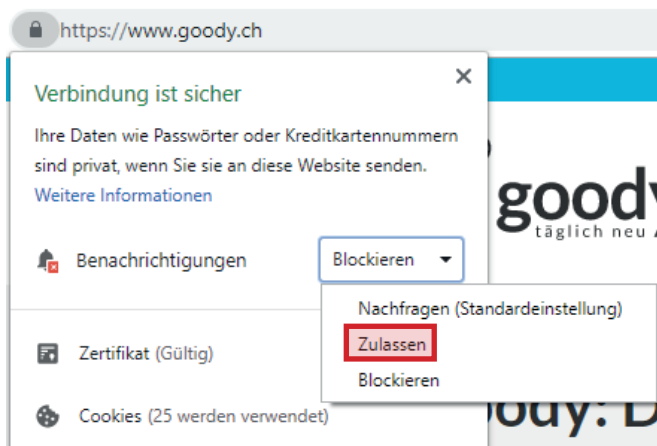 https://www.goody.ch
Verbindung ist sicher
Ihre Daten wie Passwörter oder Kreditkartennummern
sind privat, wenn Sie sie an diese Website senden.
Weitere Informationen
goody
täglich neu
Benachrichtigungen
Blockieren
Nachfragen (Standardeinstellung)
Zulassen
Blockieren
Zertifikat (Gültig)
Cookies (25 werden verwendet)